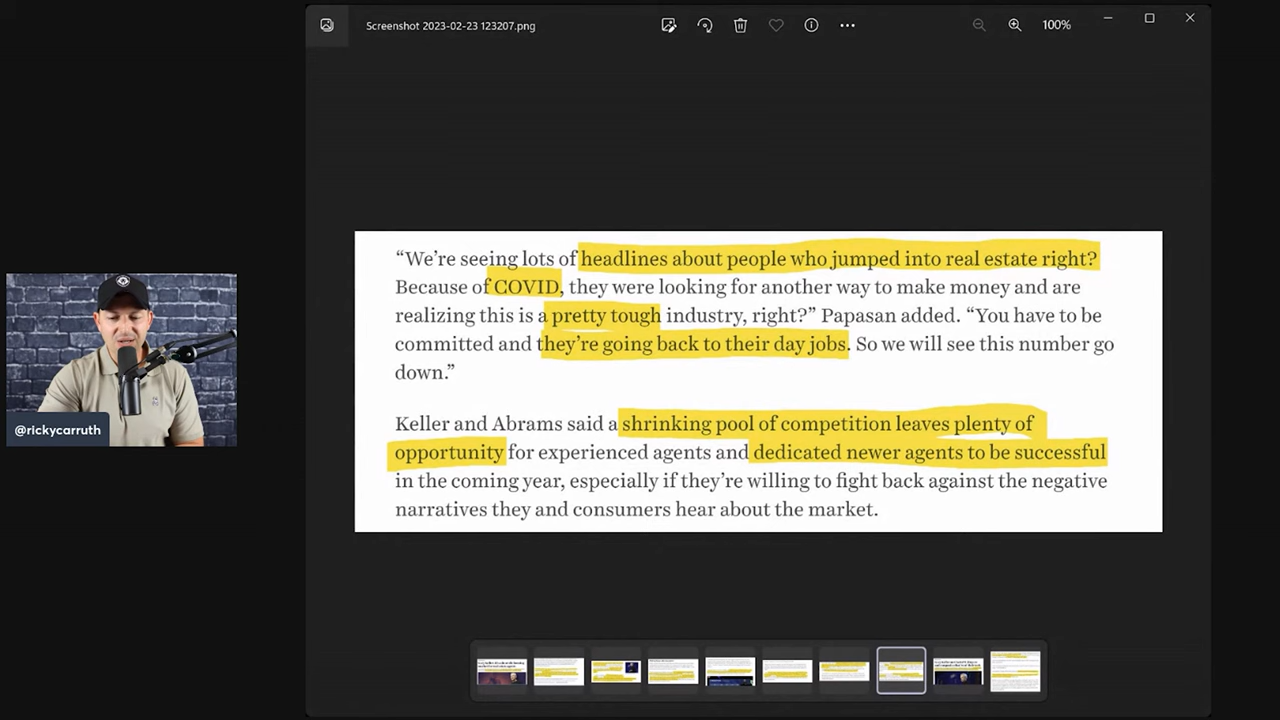 Screenshot 2023-02-23 123207.png
100%
“We’re seeing lots of headlines about people who jumped into real estate right?
Because of COVID, they were looking for another way to make money and are
realizing this is a pretty tough industry, right?” Papasan added. “You have to be
committed and they’re going back to their day jobs. So we will see this number go
down.”
Keller and Abrams said a shrinking pool of competition leaves plenty of
opportunity for experienced agents and dedicated newer agents to be successful
in the coming year, especially if they’re willing to fight back against the negative
narratives they and consumers hear about the market.
@rickycarruth